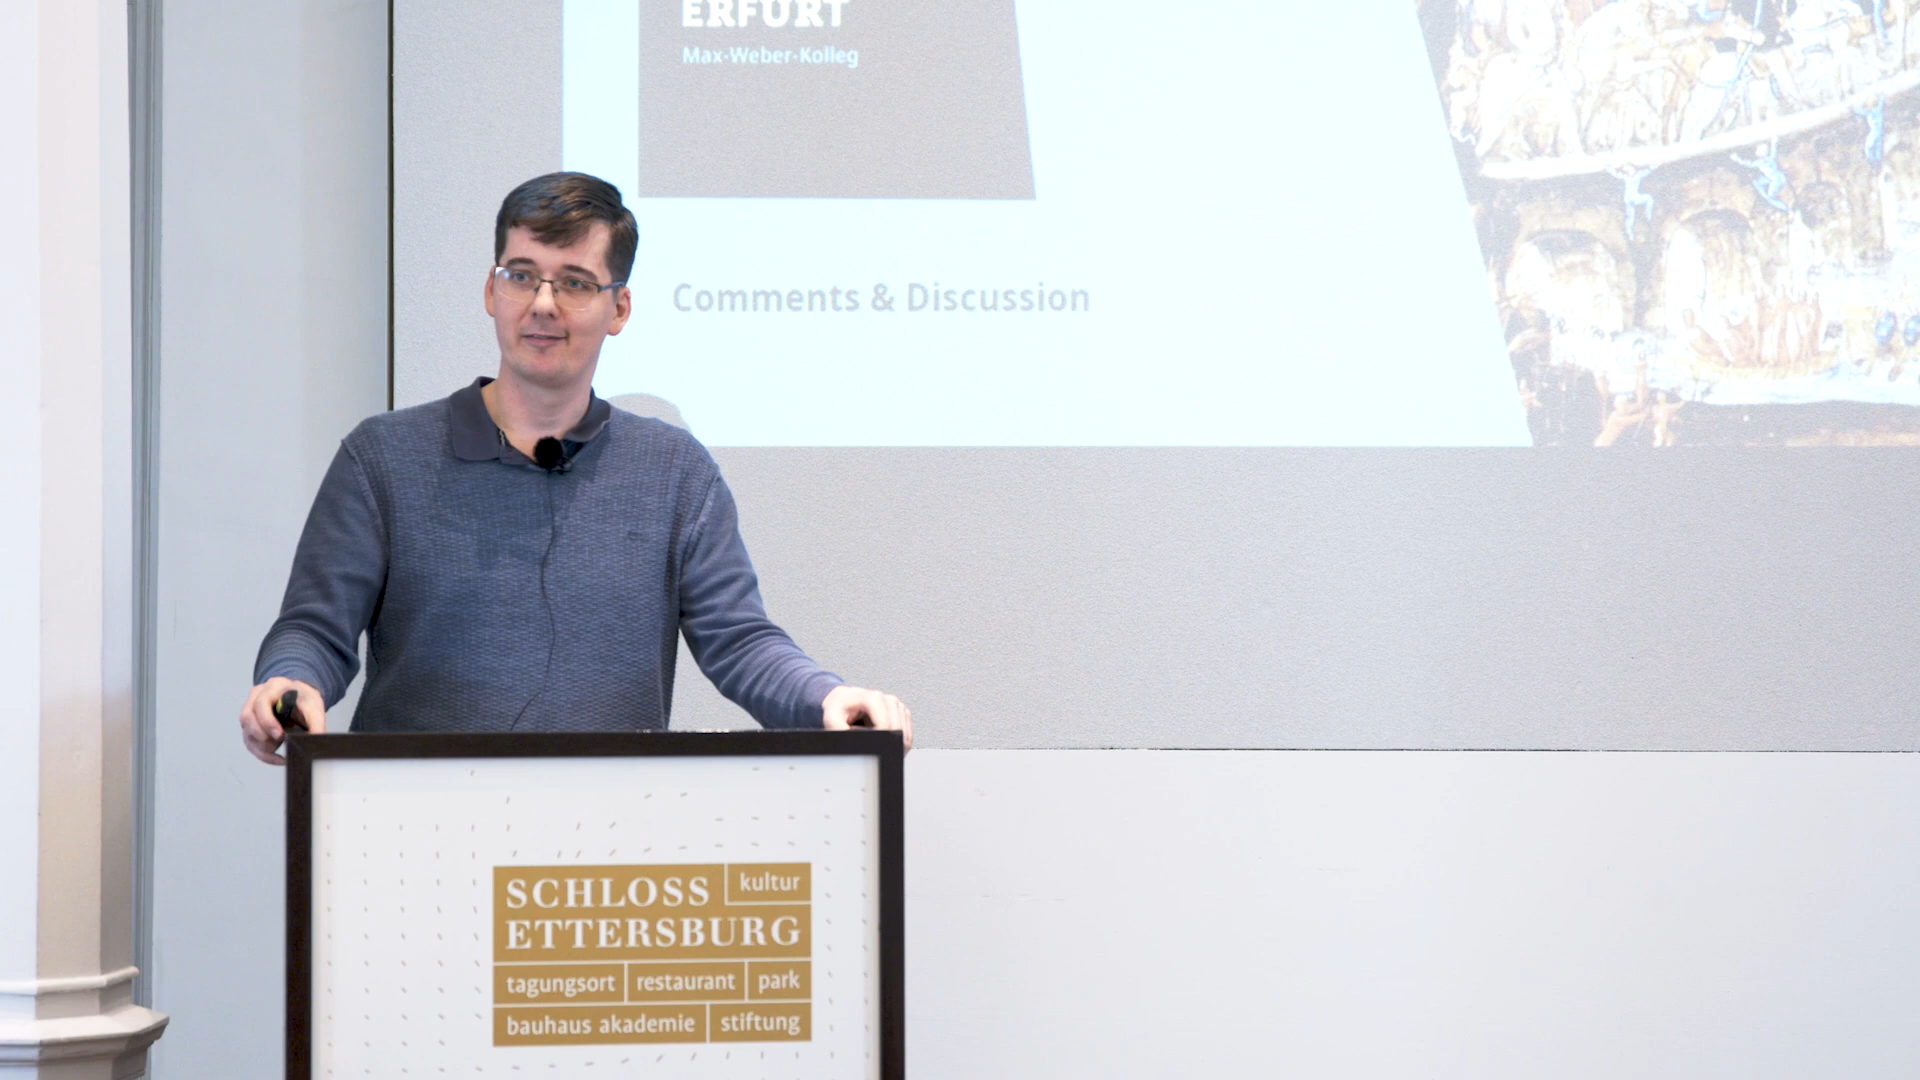 ERFURT
Max-Weber-Kolleg
Comments & Discussion
SCHLOSS
kultur
ETTERSBURG
tagungsort
restaurant
park
bauhaus akademie
stiftung